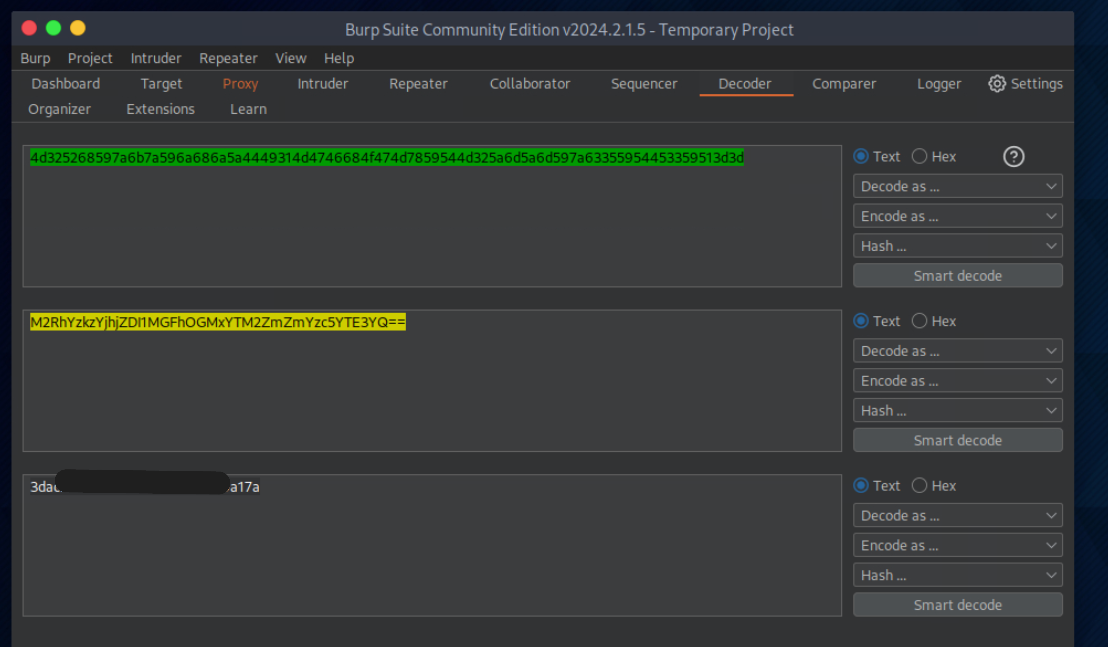 Burp Suite Community Edition v2024.2.1.5 - Temporary Project
Burp Project Intruder Repeater View Help
Dashboard Target Proxy Intruder Repeater Collaborator Sequencer Decoder Comparer Logger Settings
Organizer Extensions Learn
4d325268597a6b7a596a686a5a4449314d4746684f474d7859544d325a6d5a6d597a63355954453359513d3d
Text Hex ?
Decode as ...
Encode as ...
Hash ...
Smart decode
M2RhYzkzYjhjZDI1MGFhOGMxYTM2ZmZmYzc5YTE3YQ==
Text Hex
Decode as ...
Encode as ...
Hash ...
Smart decode
3dac a17a
Text Hex
Decode as ...
Encode as ...
Hash ...
Smart decode